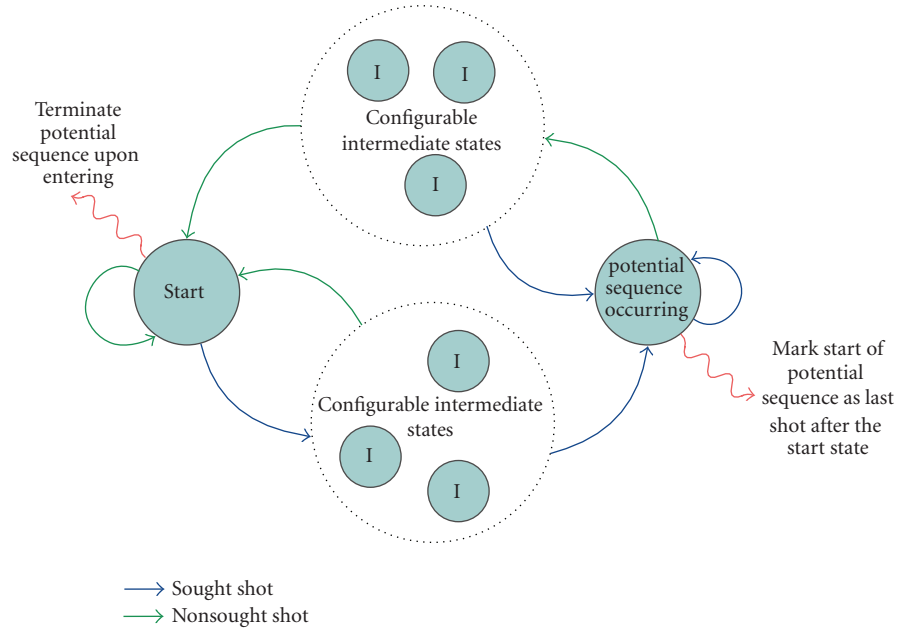 I
I
Configurable
intermediate states
I
Terminate
potential
sequence upon
entering
Start
potential
sequence
occurring
I
Configurable intermediate
states
I
I
Mark start of
potential
sequence as last
shot after the
start state
Sought shot
Nonsought shot